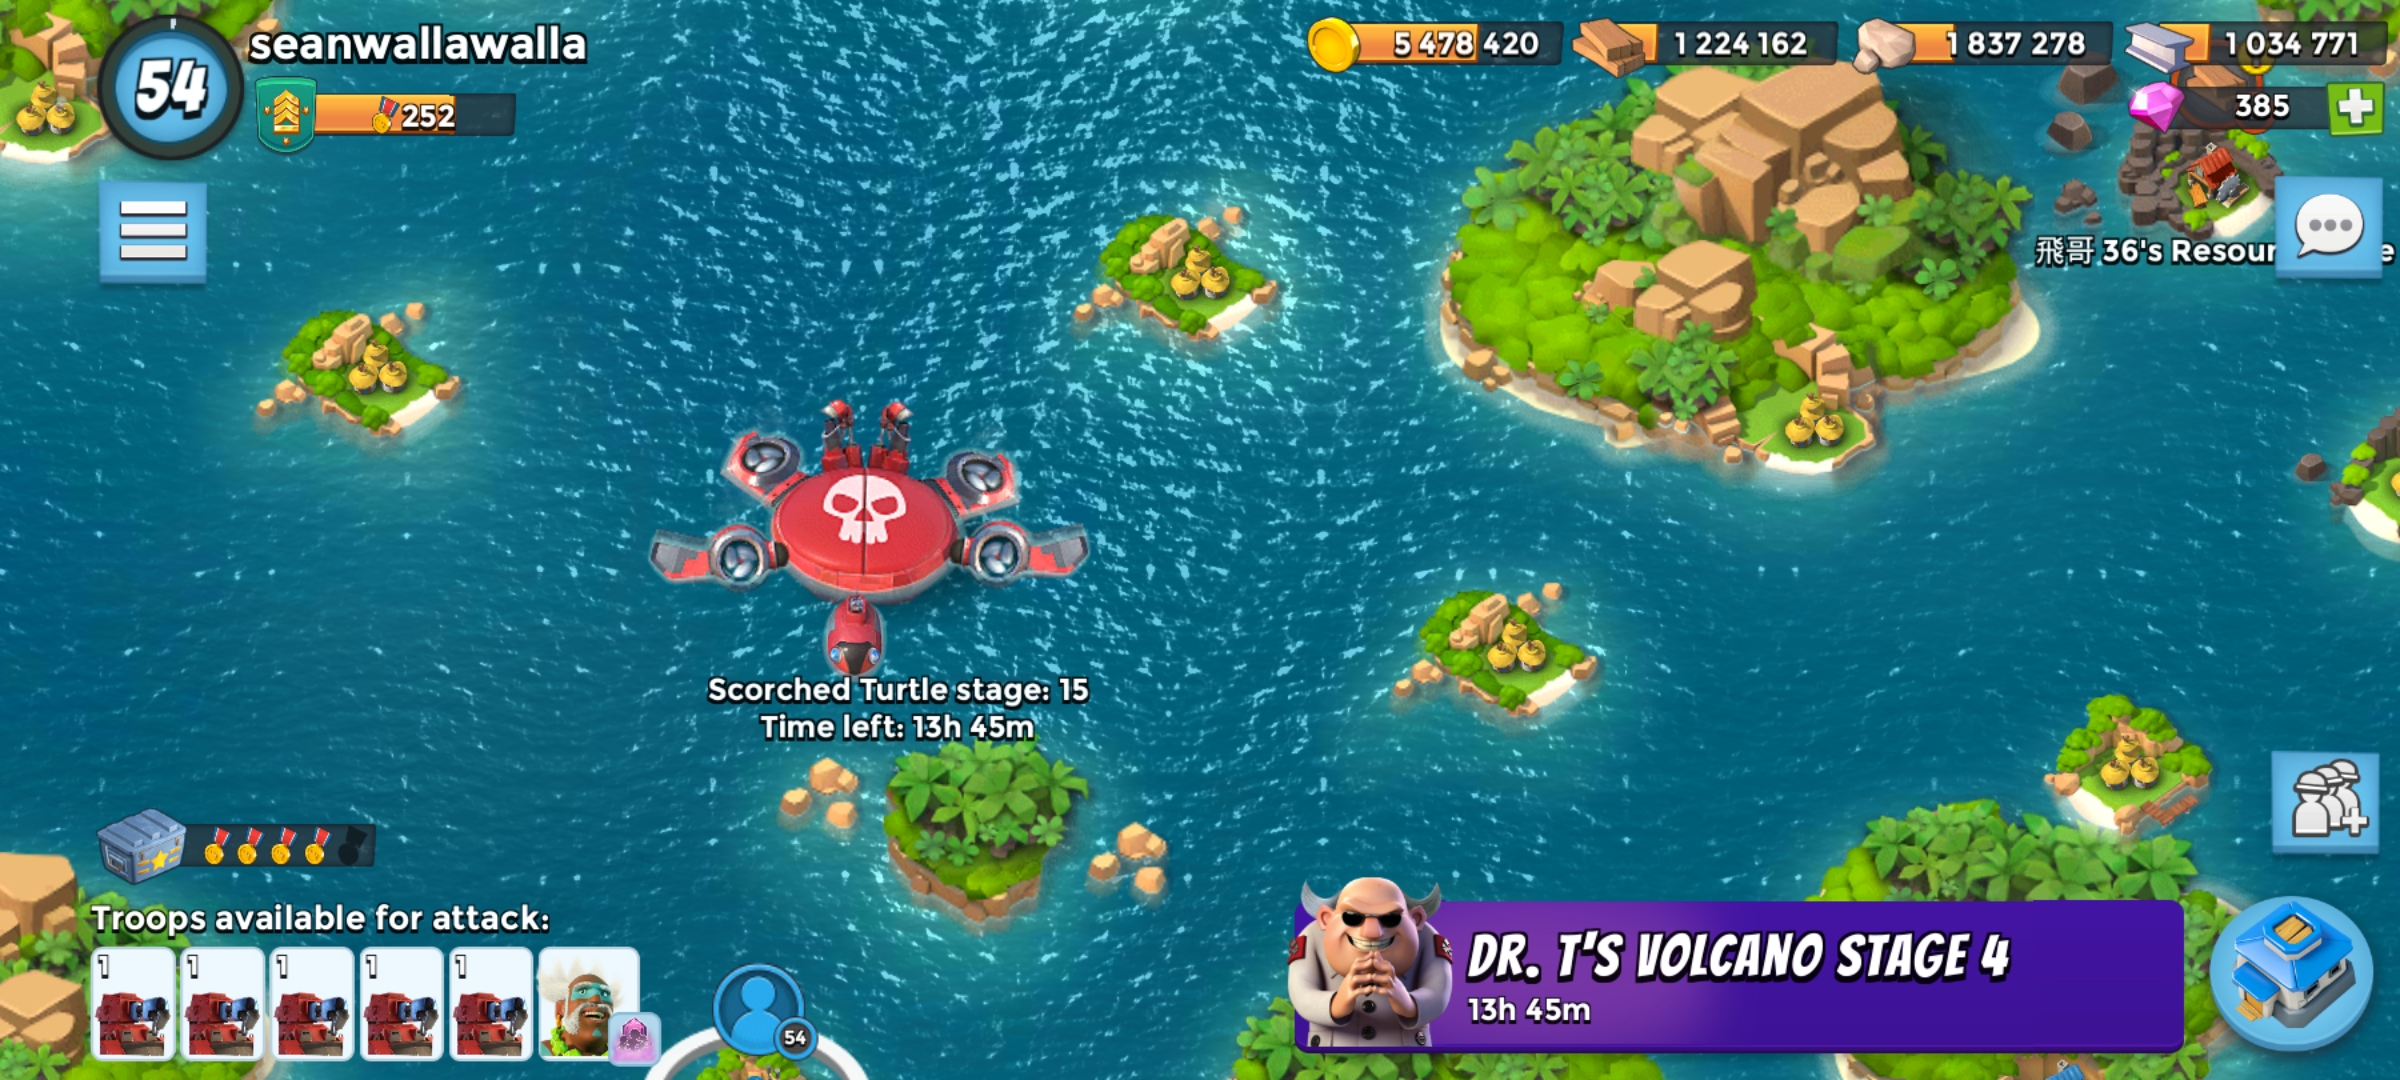 54
seanwallawalla
252
5 478 420
1 224 162
1 837 278
1 034 771
385
飛哥 36's Resour
e
Scorched Turtle stage: 15
Time left: 13h 45m
Troops available for attack:
1
1
1
1
1
54
DR. T'S VOLCANO STAGE 4
13h 45m